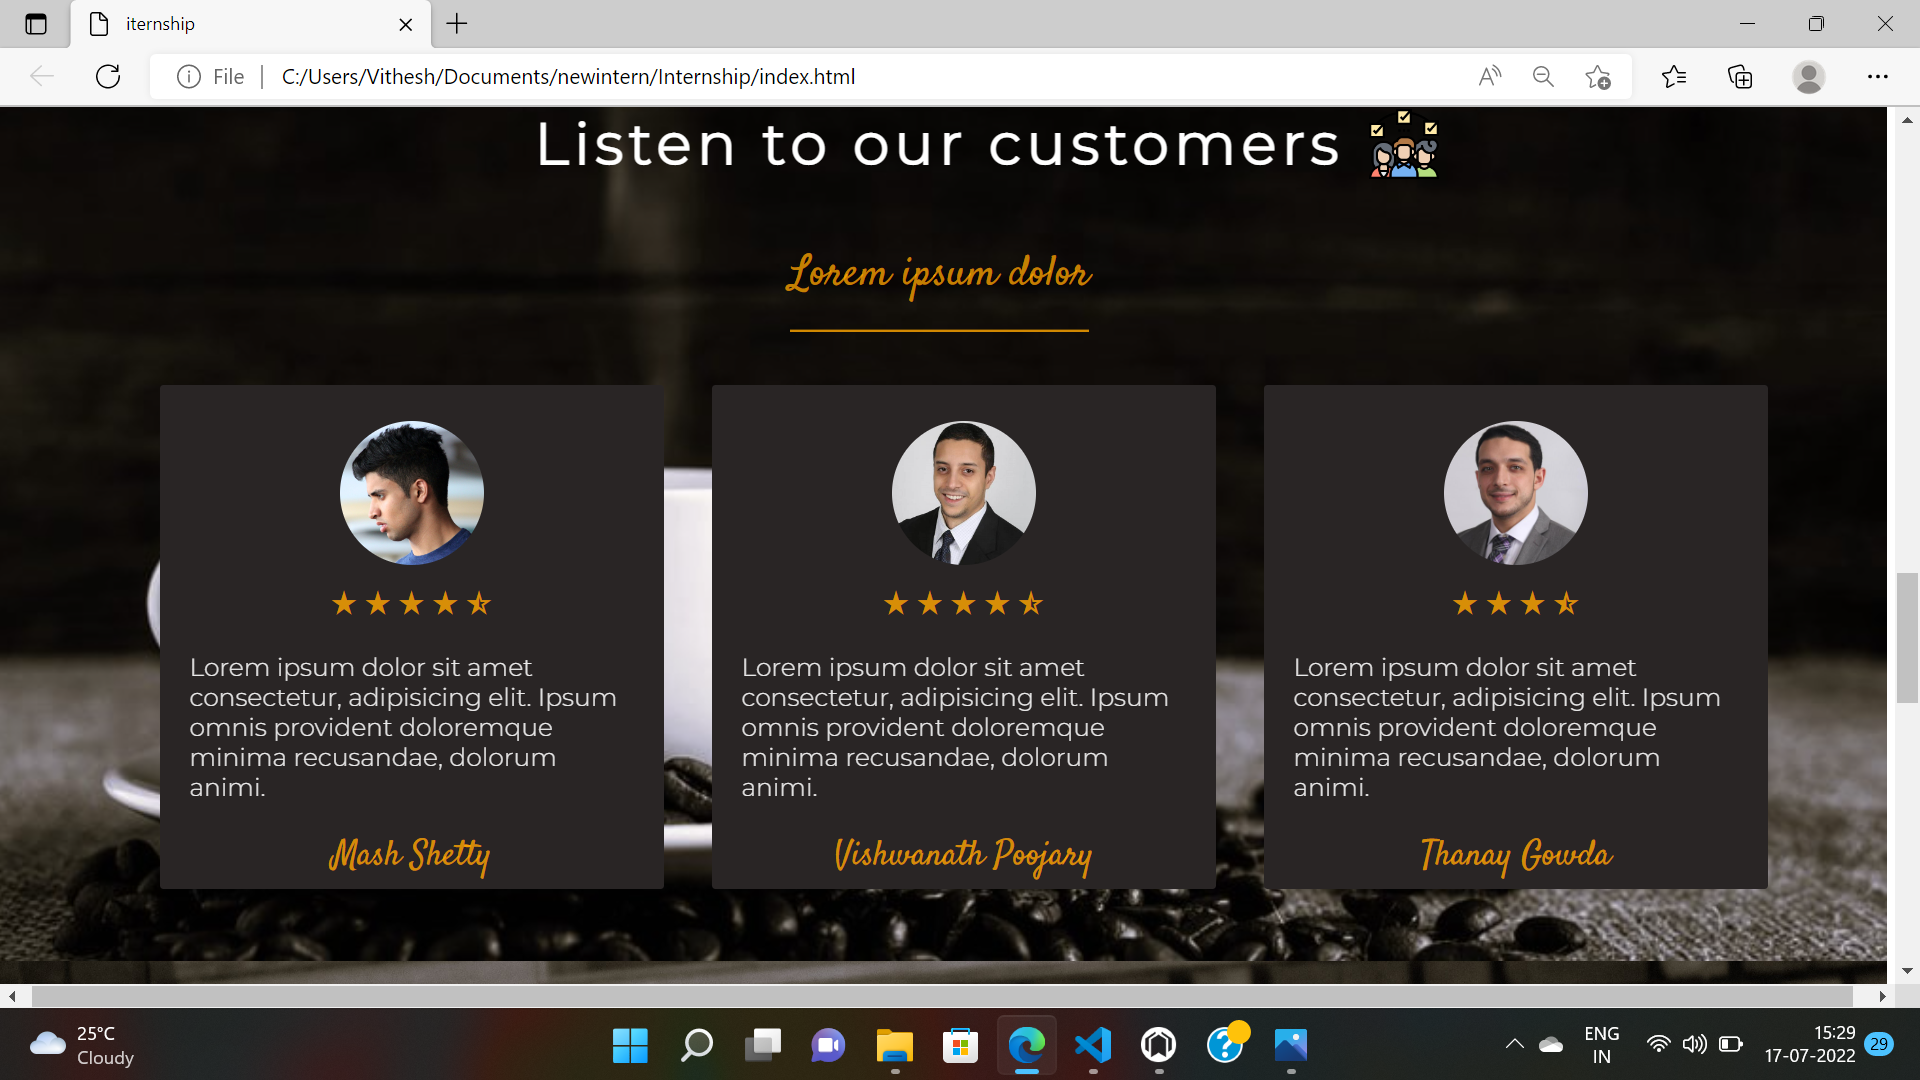 iternship
File
C:/Users/Vithesh/Documents/newintern/Internship/index.html
Listen to our customers
Lorem ipsum dolor
Lorem ipsum dolor sit amet
consectetur, adipisicing elit. Ipsum
omnis provident doloremque
minima recusandae, dolorum
animi.
Mash Shetty
Lorem ipsum dolor sit amet
consectetur, adipisicing elit. Ipsum
omnis provident doloremque
minima recusandae, dolorum
animi.
Vishwanath Poojary
Lorem ipsum dolor sit amet
consectetur, adipisicing elit. Ipsum
omnis provident doloremque
minima recusandae, dolorum
animi.
Thanay Gowda
25°C
Cloudy
ENG
IN
15:29
17-07-2022
29